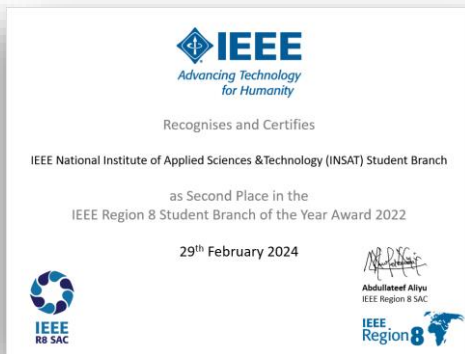 IEEE
Advancing Technology
for Humanity
Recognises and Certifies
IEEE National Institute of Applied Sciences &Technology (INSAT) Student Branch
as Second Place in the
IEEE Region 8 Student Branch of the Year Award 2022
29th February 2024
Abdullateef Aliyu
IEEE Region 8 SAC
IEEE
R8 SAC
IEEE
Region 8